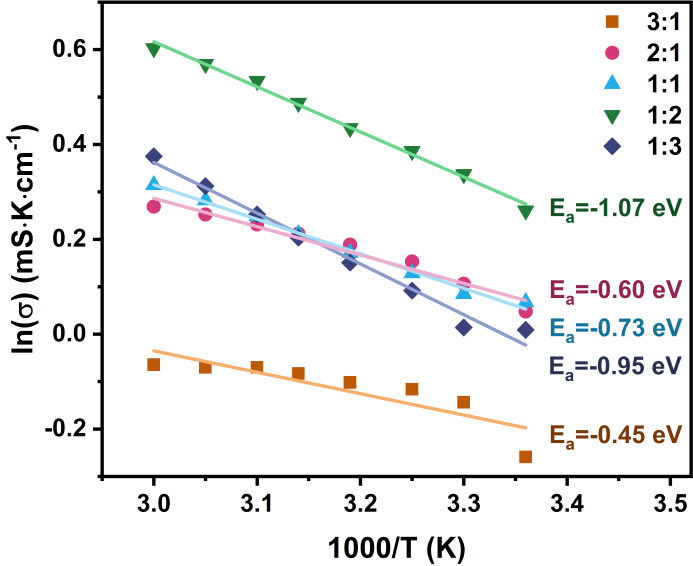 3:1
2:1
1:1
1:2
1:3
0.6
0.4
0.2
0.0
-0.2
ln(σ) (mS·K·cm⁻¹)
Eₐ=-1.07 eV
Eₐ=-0.60 eV
Eₐ=-0.73 eV
Eₐ=-0.95 eV
Eₐ=-0.45 eV
3.0 3.1 3.2 3.3 3.4 3.5
1000/T (K)